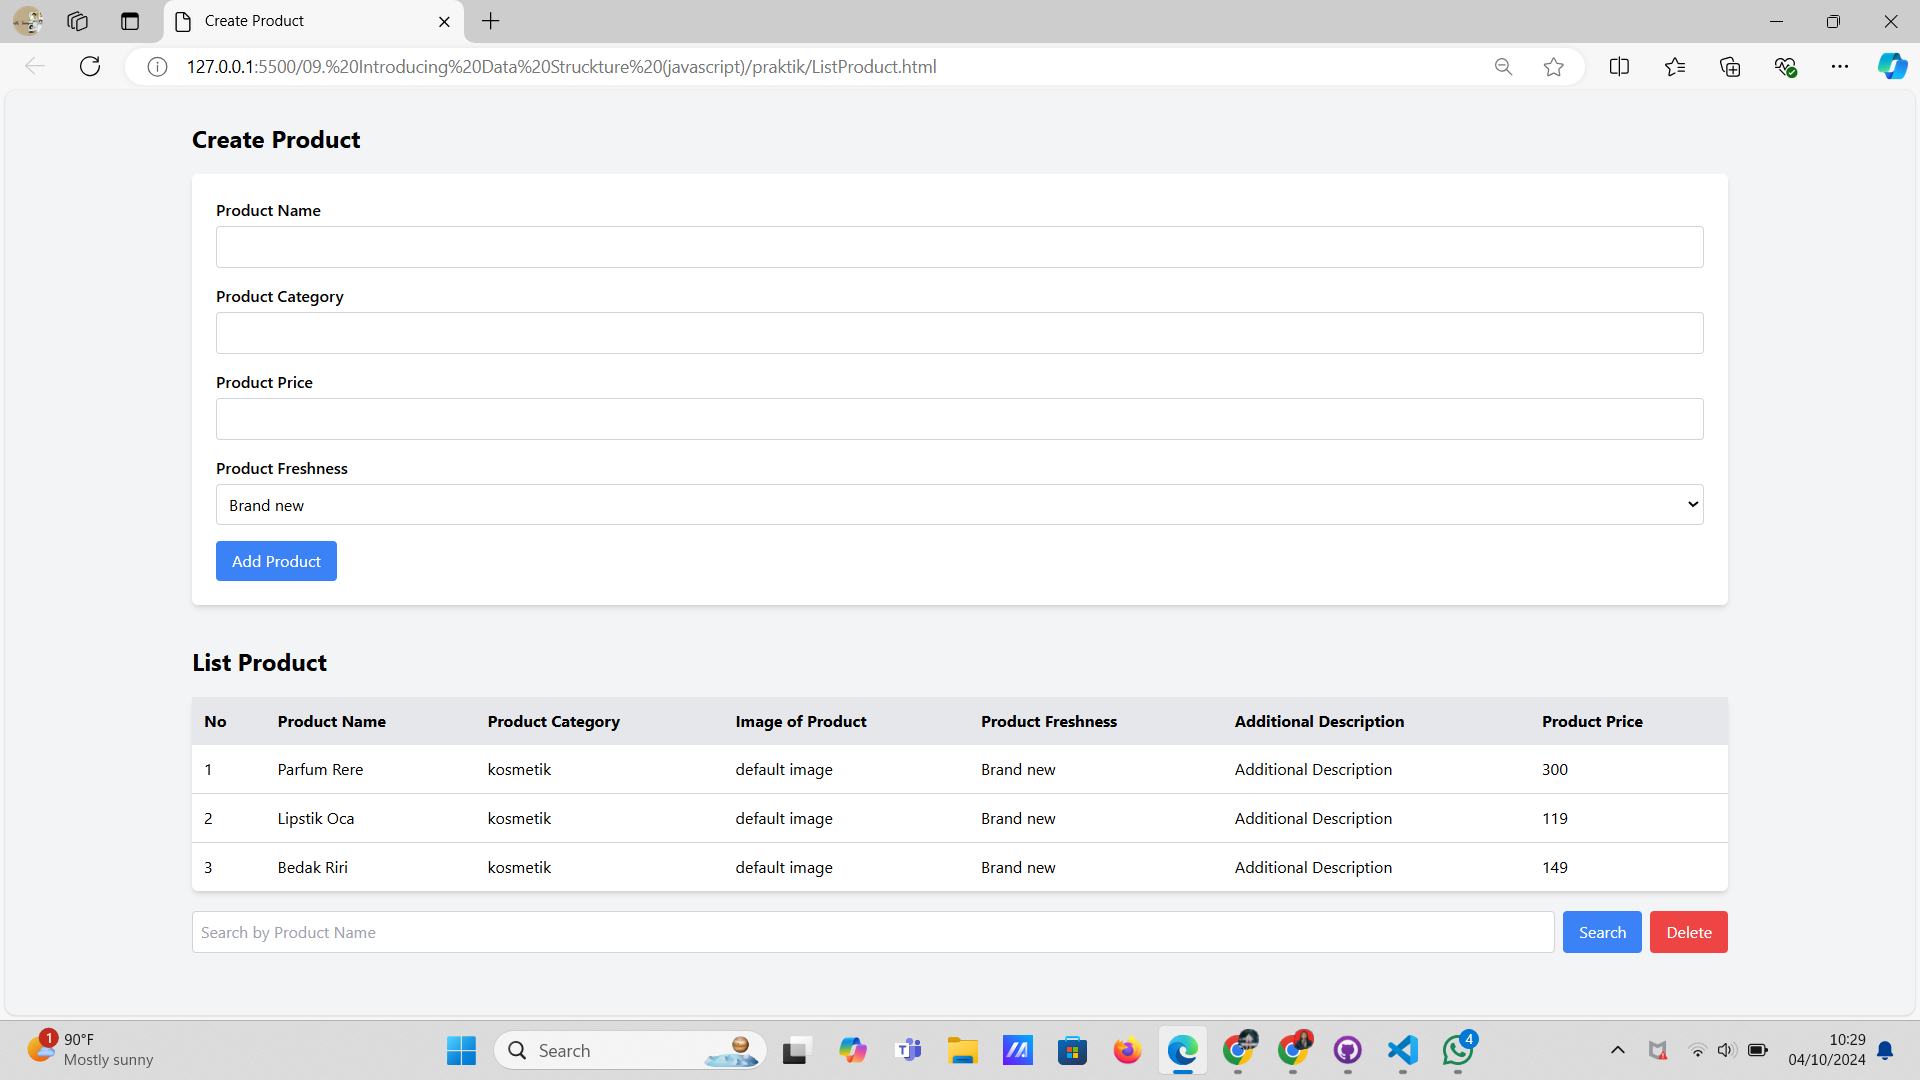 Create Product
127.0.0.1:5500/09.%20Introducing%20Data%20Struckture%20(javascript)/praktik/ListProduct.html
Create Product
Product Name
Product Category
Product Price
Product Freshness
Brand new
Add Product
List Product
No Product Name Product Category Image of Product Product Freshness Additional Description Product Price
1 Parfum Rere kosmetik default image Brand new Additional Description 300
2 Lipstik Oca kosmetik default image Brand new Additional Description 119
3 Bedak Riri kosmetik default image Brand new Additional Description 149
Search by Product Name Search Delete
1 90°F
Mostly sunny
Search
4
10:29
04/10/2024